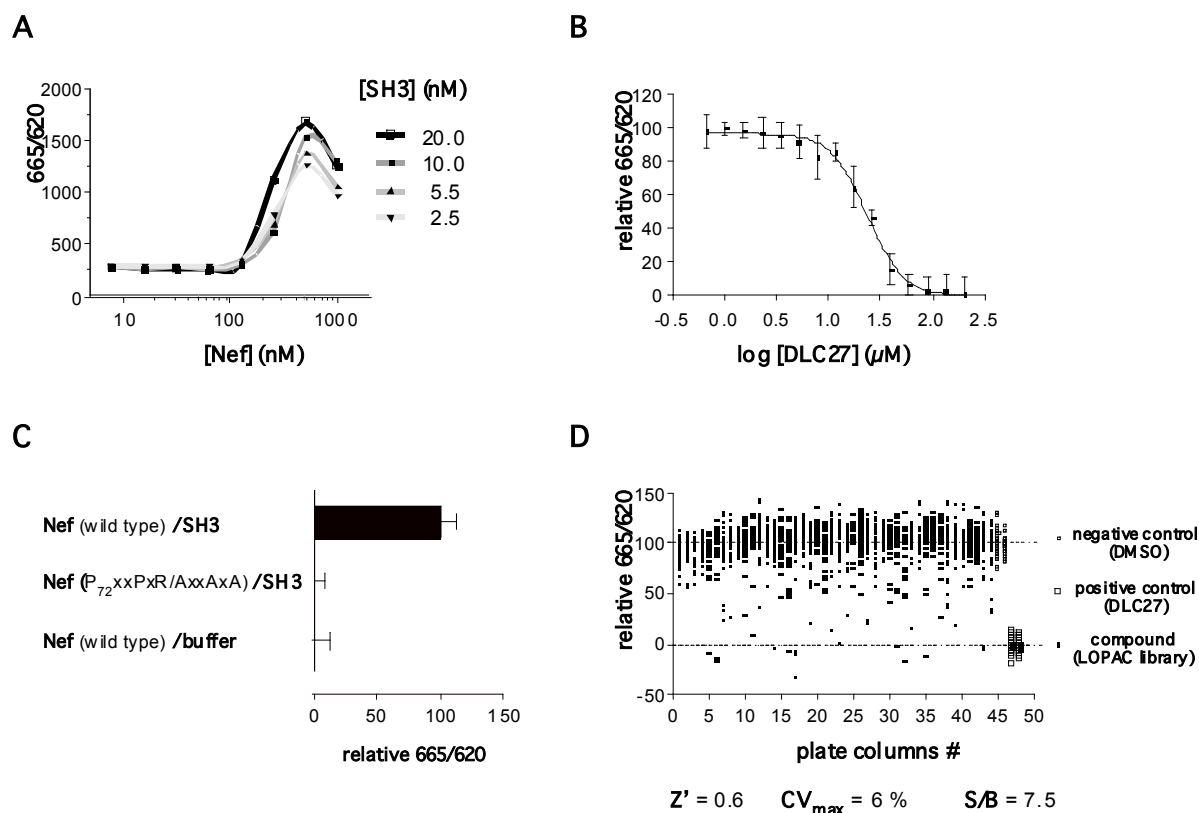 A
[SH3] (nM)
20.0
10.0
5.5
2.5
665/620
2000
1500
1000
500
0
10
100
1000
[Nef] (nM)
B
relative 665/620
120
100
80
60
40
20
0
-0.5
0.0
0.5
1.0
1.5
2.0
2.5
log [DLC27] (µM)
C
Nef (wild type) /SH3
Nef (P72xxPxR/AxxAxA) /SH3
Nef (wild type) /buffer
0
50
100
150
relative 665/620
D
relative 665/620
150
100
50
0
-50
0
5
10
15
20
25
30
35
40
45
50
plate columns #
negative control
(DMSO)
positive control
(DLC27)
compound
(LOPAC library)
Z' = 0.6 CVmax = 6 % S/B = 7.5